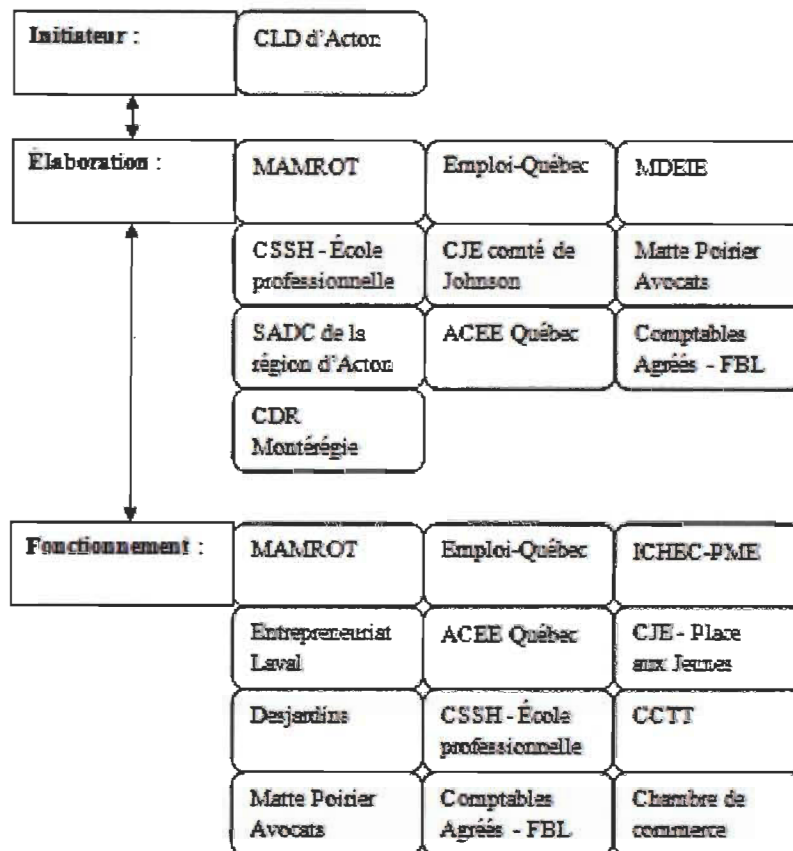 Initiateur :
CLD d'Acton
Élaboration :
MAMROT
Emploi-Québec
MDEIE
CSSH - École
professionnelle
CJE comté de
Johnson
Matte Poirier
Avocats
SADC de la
région d'Acton
ACEE Québec
Comptables
Agréés - FBL
CDR
Montérégie
Fonctionnement :
MAMROT
Emploi-Québec
ICHEC-PME
Entrepreneuriat
Laval
ACEE Québec
CJE - Place
aux Jeunes
Desjardins
CSSH - École
professionnelle
CCTT
Matte Poirier
Avocats
Comptables
Agréés - FBL
Chambre de
commerce